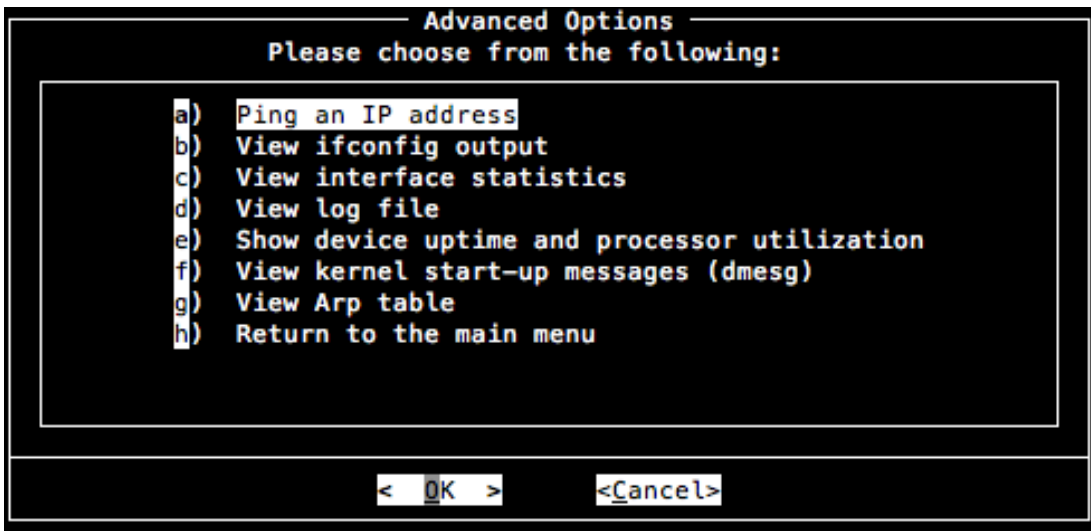 Advanced Options
Please choose from the following:
a) Ping an IP address
b) View ifconfig output
c) View interface statistics
d) View log file
e) Show device uptime and processor utilization
f) View kernel start-up messages (dmesg)
g) View Arp table
h) Return to the main menu
< OK > <Cancel>